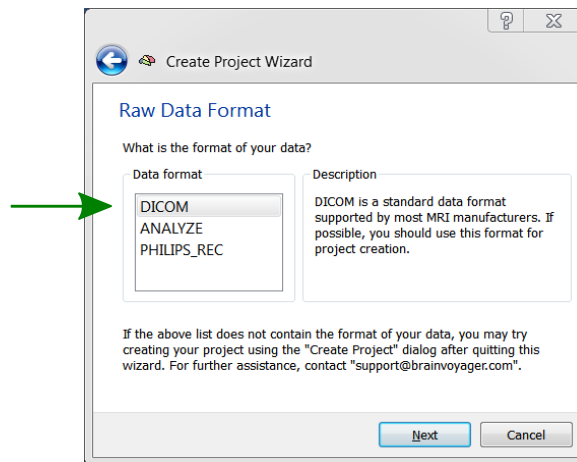 Create Project Wizard
Raw Data Format
What is the format of your data?
Data format
DICOM
ANALYZE
PHILIPS_REC
Description
DICOM is a standard data format
supported by most MRI manufacturers. If
possible, you should use this format for
project creation.
If the above list does not contain the format of your data, you may try
creating your project using the "Create Project" dialog after quitting this
wizard. For further assistance, contact "support@brainvoyager.com".
Next
Cancel